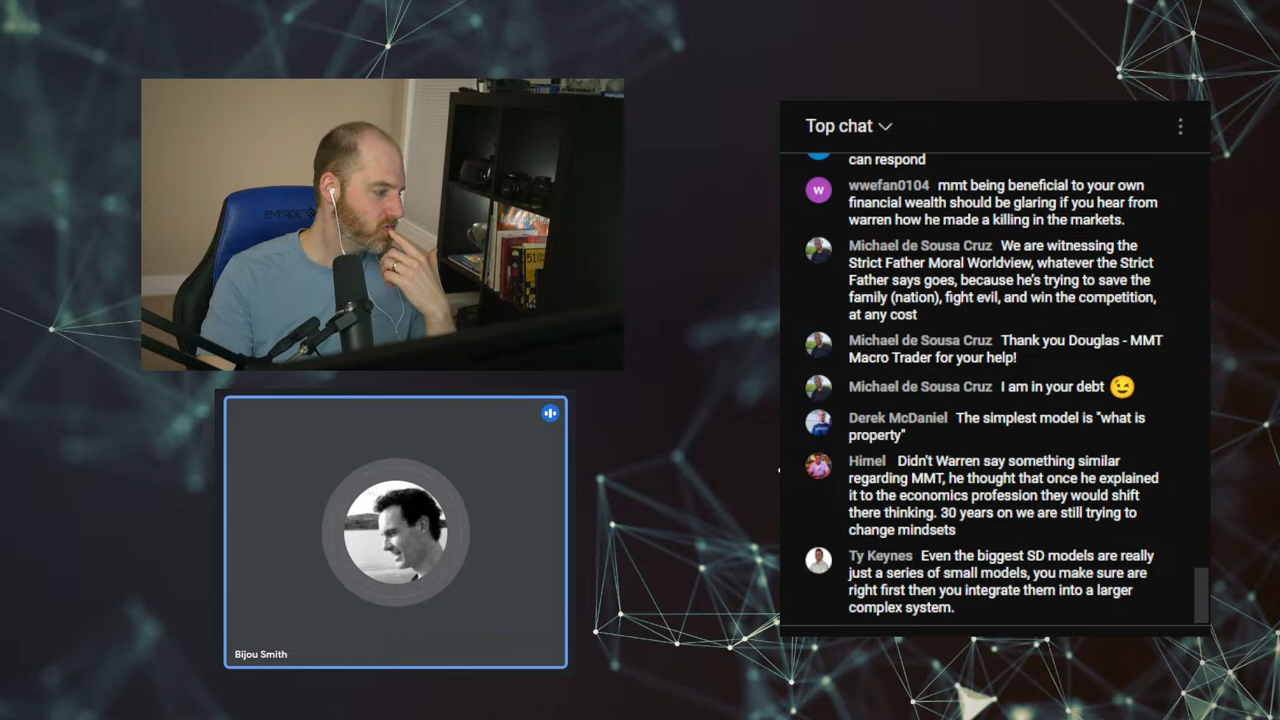 Top chat
can respond
W
wwefan0104 mmt being beneficial to your own
financial wealth should be glaring if you hear from
warren how he made a killing in the markets.
Michael de Sousa Cruz We are witnessing the
Strict Father Moral Worldview, whatever the Strict
Father says goes, because he's trying to save the
family (nation), fight evil, and win the competition,
at any cost
Michael de Sousa Cruz Thank you Douglas - MMT
Macro Trader for your help!
Michael de Sousa Cruz I am in your debt 😉
Derek McDaniel The simplest model is "what is
property"
Himel Didn't Warren say something similar
regarding MMT, he thought that once he explained
it to the economics profession they would shift
there thinking. 30 years on we are still trying to
change mindsets
Ty Keynes Even the biggest SD models are really
just a series of small models, you make sure are
right first then you integrate them into a larger
complex system.
Bijou Smith